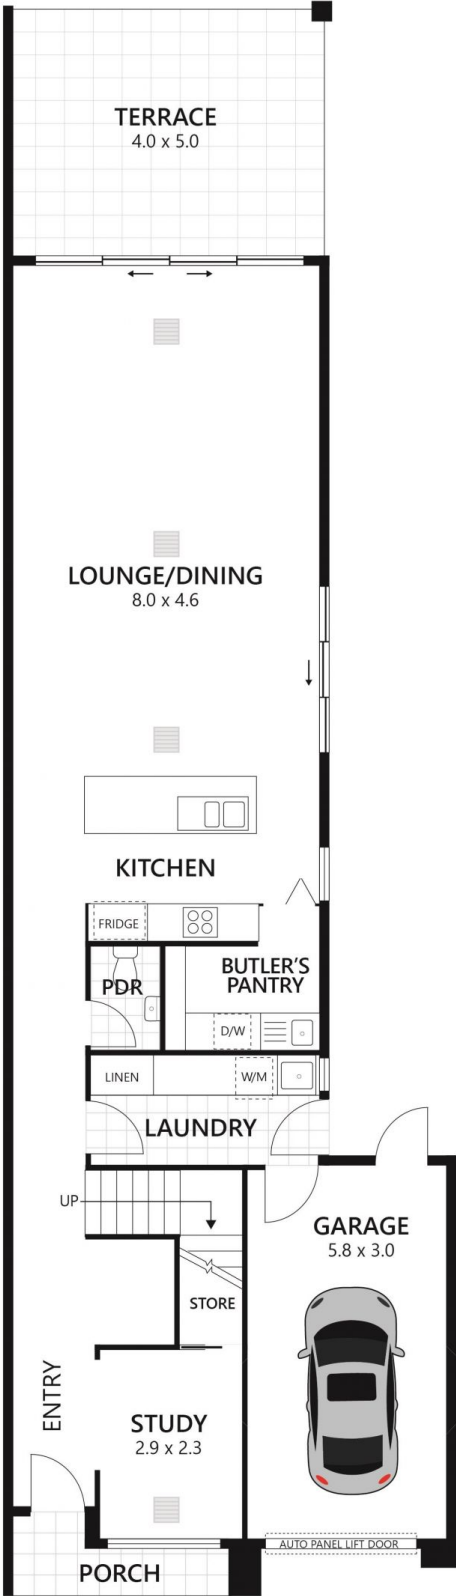 TERRACE
4.0 x 5.0
LOUNGE/DINING
8.0 x 4.6
KITCHEN
FRIDGE
PDR
BUTLER'S
PANTRY
D/W
LINEN
W/M
LAUNDRY
UP
GARAGE
5.8 x 3.0
STORE
ENTRY
STUDY
2.9 x 2.3
AUTO PANEL LIFT DOOR
PORCH